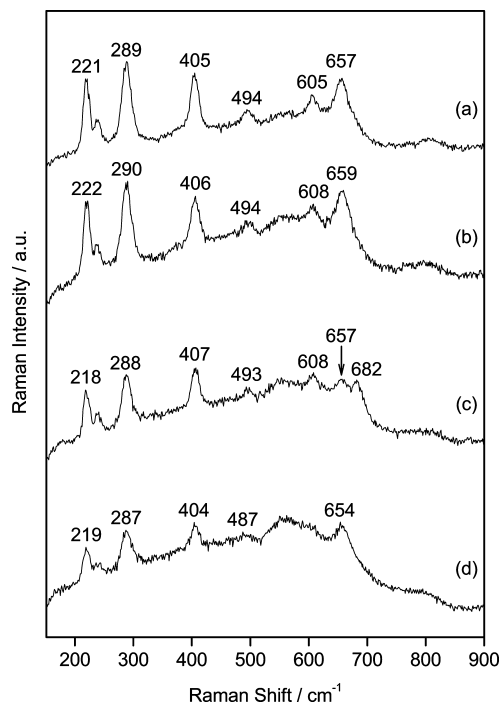 221 289 405 494 605 657
(a)
222 290 406 494 608 659
(b)
657
218 288 407 493 608 682
(c)
219 287 404 487 654
(d)
Raman Intensity / a.u.
200 300 400 500 600 700 800 900
Raman Shift / cm⁻¹